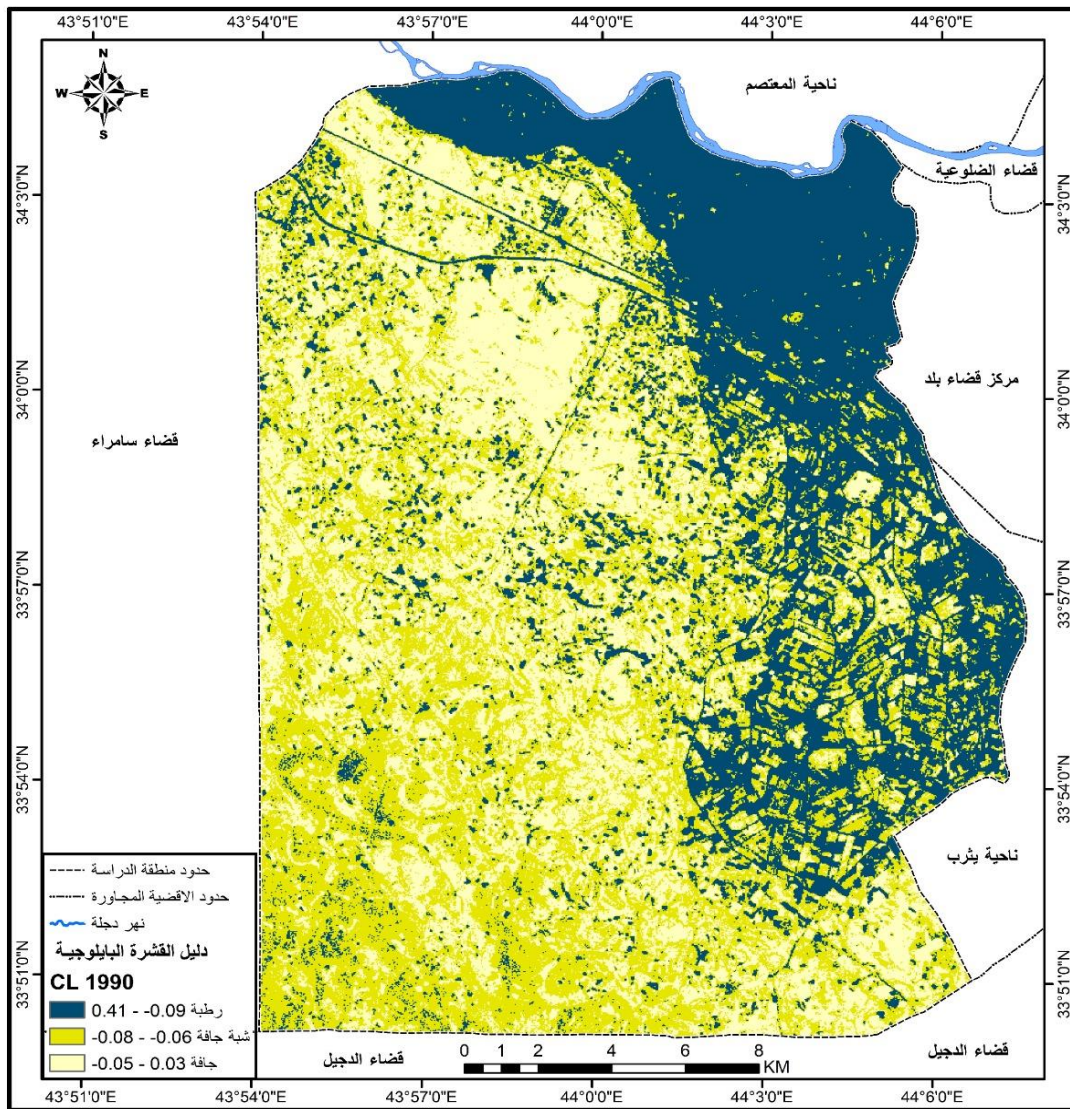 43°51'0"E 43°54'0"E 43°57'0"E 44°0'0"E 44°3'0"E 44°6'0"E
N
W E
S
ناحية المعتصم
قضاء الضلوعية
34°3'0"N 34°3'0"N
مركز قضاء بلد
34°0'0"N 34°0'0"N
قضاء سامراء
33°57'0"N 33°57'0"N
33°54'0"N 33°54'0"N
ناحية يثرب
33°51'0"N 33°51'0"N
حدود منطقة الدراسة
حدود الاقضية المجاورة
نهر دجلة
دليل القشرة البايلوجية
CL 1990
رطبة 0.41 - -0.09
شبة جافة -0.08 - -0.06
جافة -0.05 - 0.03
قضاء الدجيل
قضاء الدجيل
0 1 2 4 6 8
KM
43°51'0"E 43°54'0"E 43°57'0"E 44°0'0"E 44°3'0"E 44°6'0"E